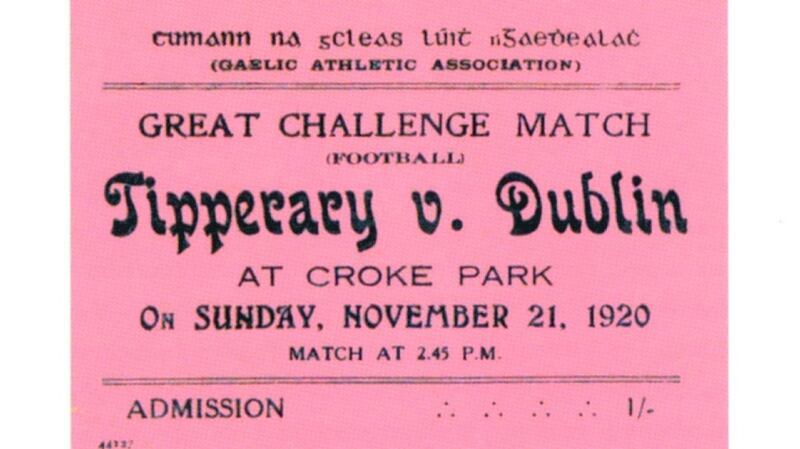 cumann na gcleas lúiṫ nGaeḋealaċ
(GAELIC ATHLETIC ASSOCIATION)
GREAT CHALLENGE MATCH
(FOOTBALL)
Tipperary v. Dublin
AT CROKE PARK
ON SUNDAY, NOVEMBER 21, 1920
MATCH AT 2.45 P.M.
ADMISSION ∴ ∴ ∴ ∴ 1/-